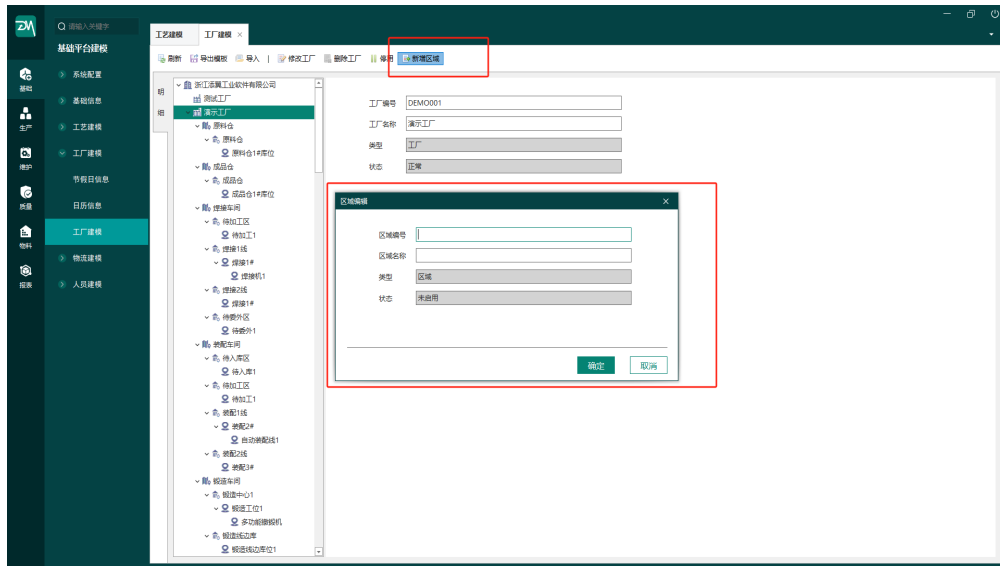 请输入关键字
基础平台建模
工艺建模 工厂建模 ×
刷新 导出模版 导入 | 修改工厂 删除工厂 停用 新增区域
基础
生产
维护
质量
物料
报表
系统配置
基础信息
工艺建模
工厂建模
节假日信息
日历信息
工厂建模
物流建模
人员建模
明
细
浙江添翼工业软件有限公司
测试工厂
演示工厂
原料仓
原料仓
原料仓1#库位
成品仓
成品仓
成品仓1#库位
焊接车间
待加工区
待加工1
焊接1线
焊接1#
焊接机1
焊接2线
焊接1#
待委外区
待委外1
装配车间
待入库区
待入库1
待加工区
待加工1
装配1线
装配2#
自动装配线1
装配2线
装配3#
锻造车间
锻造中心1
锻造工位1
多功能镦锻机
锻造线边库
锻造线边库位1
工厂编号 DEMO001
工厂名称 演示工厂
类型 工厂
状态 正常
区域编辑 ×
区域编号
区域名称
类型 区域
状态 未启用
确定 取消